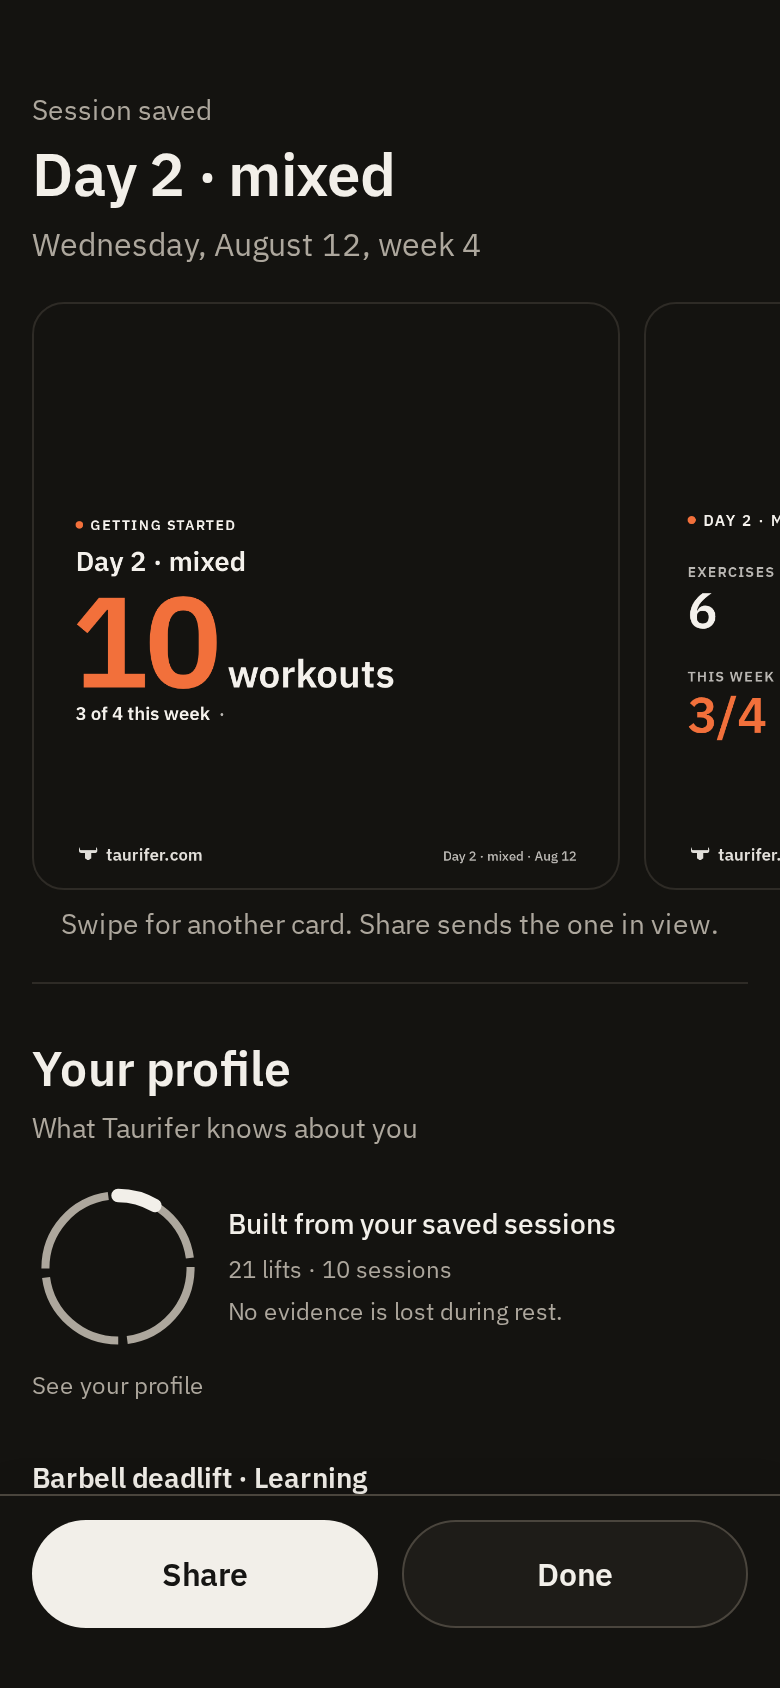 Session saved
Day 2 · mixed
Wednesday, August 12, week 4
GETTING STARTED
Day 2 · mixed
10 workouts
3 of 4 this week ·
taurifer.com
Day 2 · mixed · Aug 12
DAY 2 · M
EXERCISES
6
THIS WEEK
3/4
taurifer.
Swipe for another card. Share sends the one in view.
Your profile
What Taurifer knows about you
Built from your saved sessions
21 lifts · 10 sessions
No evidence is lost during rest.
See your profile
Barbell deadlift · Learning
Share
Done